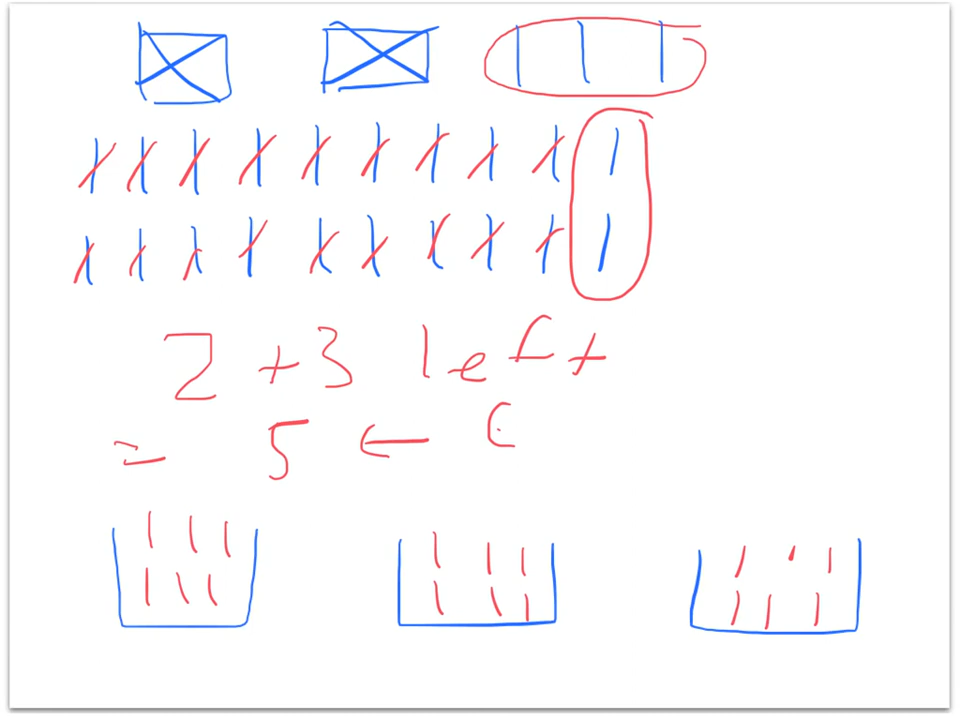 2 + 3 left
= 5 ←